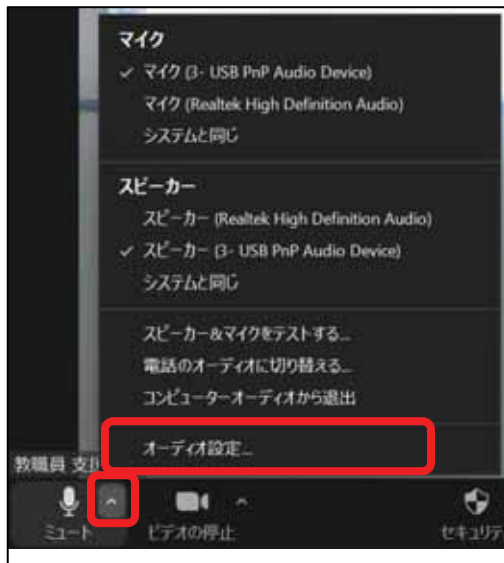 マイク
✓ マイク (3- USB PnP Audio Device)
マイク (Realtek High Definition Audio)
システムと同じ
スピーカー
スピーカー (Realtek High Definition Audio)
✓ スピーカー (3- USB PnP Audio Device)
システムと同じ
スピーカー&マイクをテストする...
電話のオーディオに切り替える...
コンピューターオーディオから退出
オーディオ設定...
教職員 支援
ミュート
ビデオの停止
セキュリテ